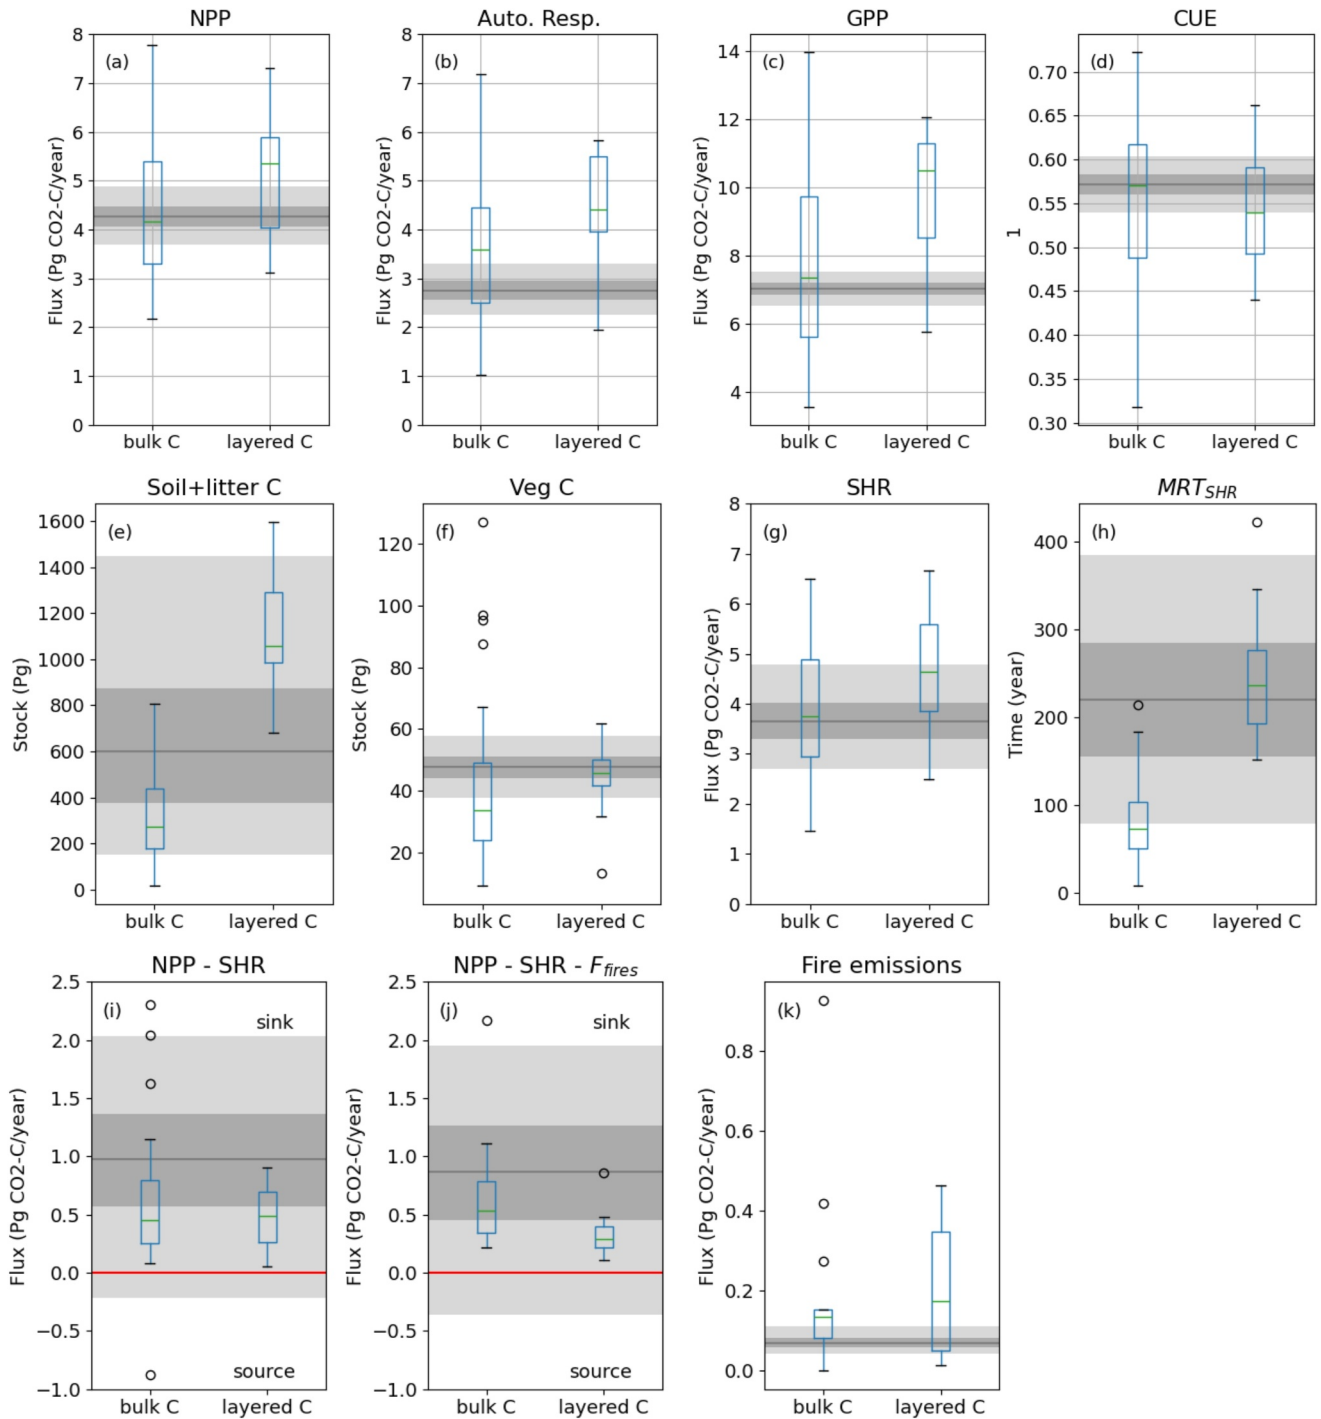 NPP
(a)
Flux (Pg CO2-C/year)
8
7
6
5
4
3
2
1
0
bulk C
layered C
Auto. Resp.
(b)
Flux (Pg CO2-C/year)
8
7
6
5
4
3
2
1
0
bulk C
layered C
GPP
(c)
Flux (Pg CO2-C/year)
14
12
10
8
6
4
bulk C
layered C
CUE
(d)
1
0.70
0.65
0.60
0.55
0.50
0.45
0.40
0.35
0.30
bulk C
layered C
Soil+litter C
(e)
Stock (Pg)
1600
1400
1200
1000
800
600
400
200
0
bulk C
layered C
Veg C
(f)
Stock (Pg)
120
100
80
60
40
20
bulk C
layered C
SHR
(g)
Flux (Pg CO2-C/year)
8
7
6
5
4
3
2
1
0
bulk C
layered C
MRT_SHR
(h)
Time (year)
400
300
200
100
0
bulk C
layered C
NPP - SHR
(i)
sink
Flux (Pg CO2-C/year)
2.5
2.0
1.5
1.0
0.5
0.0
−0.5
−1.0
source
bulk C
layered C
NPP - SHR - F_fires
(j)
sink
Flux (Pg CO2-C/year)
2.5
2.0
1.5
1.0
0.5
0.0
−0.5
−1.0
source
bulk C
layered C
Fire emissions
(k)
Flux (Pg CO2-C/year)
0.8
0.6
0.4
0.2
0.0
bulk C
layered C